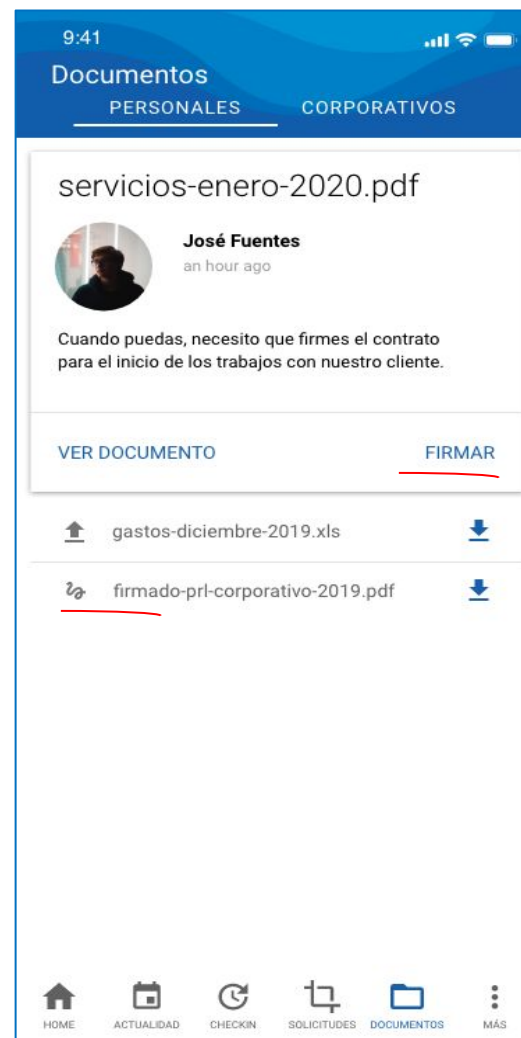 9:41
Documentos
PERSONALES CORPORATIVOS
servicios-enero-2020.pdf
José Fuentes
an hour ago
Cuando puedas, necesito que firmes el contrato
para el inicio de los trabajos con nuestro cliente.
VER DOCUMENTO FIRMAR
gastos-diciembre-2019.xls
firmado-prl-corporativo-2019.pdf
HOME ACTUALIDAD CHECKIN SOLICITUDES DOCUMENTOS MÁS